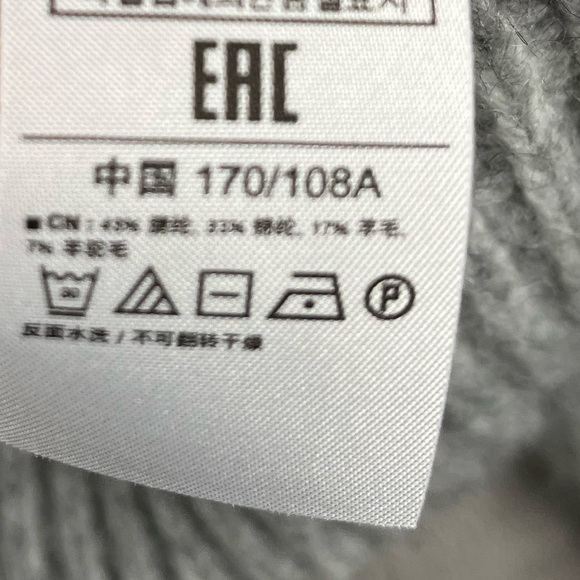 EAC
中国 170/108A
■ CN : 43% 腈纶, 33% 锦纶, 17% 羊毛,
7% 羊驼毛
30 P
反面水洗 / 不可翻转干燥